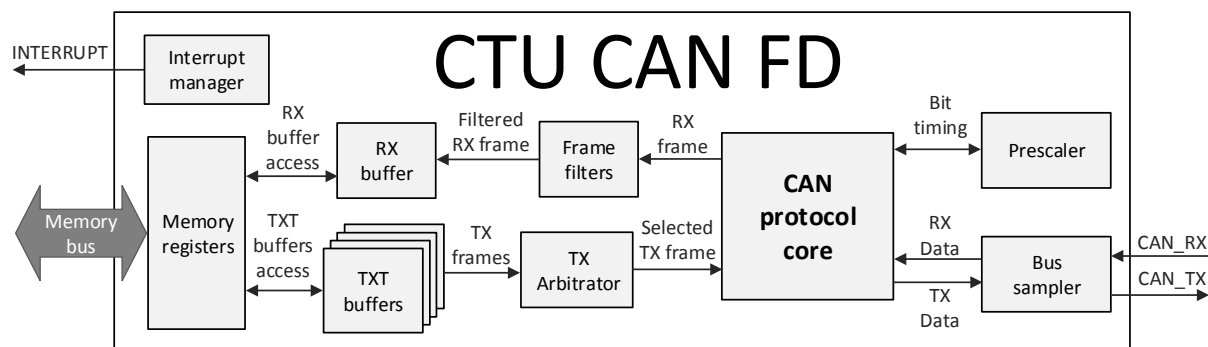 CTU CAN FD
INTERRUPT
Interrupt
manager
RX
buffer
access
Filtered
RX frame
RX
frame
Bit
timing
RX
buffer
Frame
filters
Prescaler
Memory
bus
Memory
registers
CAN
protocol
core
TXT
buffers
access
TXT
buffers
TX
frames
TX
Arbitrator
Selected
TX frame
RX
Data
TX
Data
Bus
sampler
CAN_RX
CAN_TX